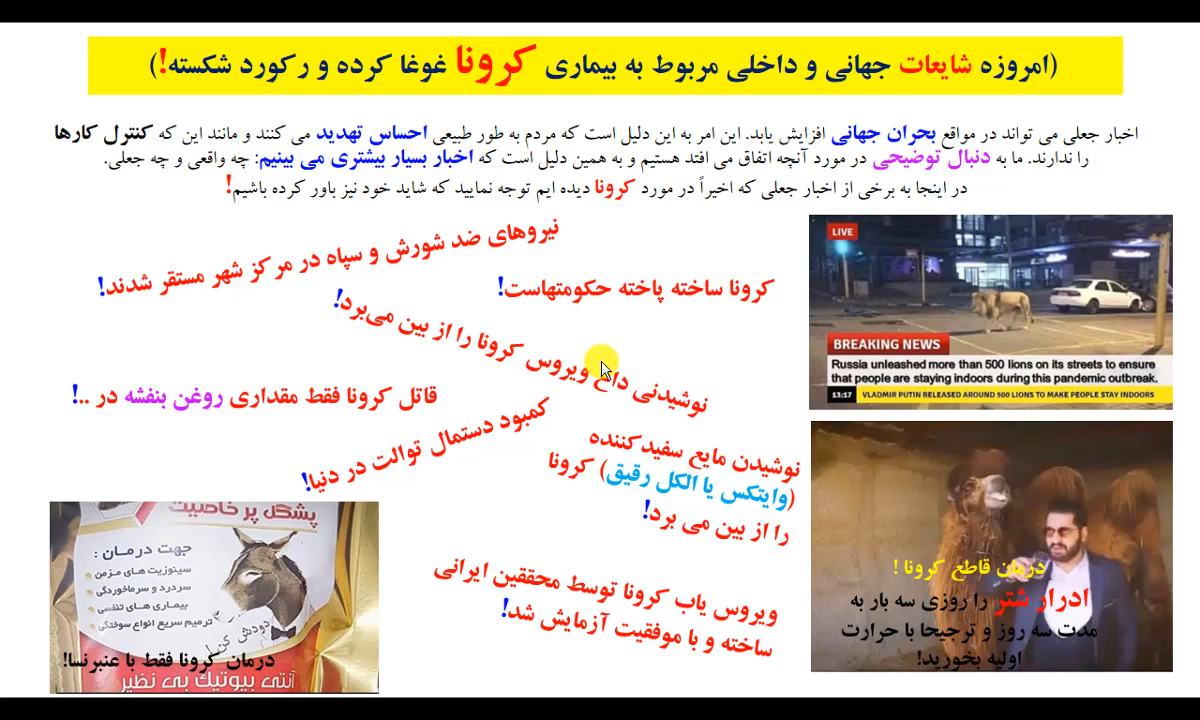 (امروزه شایعات جهانی و داخلی مربوط به بیماری کرونا غوغا کرده و رکورد شکسته!)
اخبار جعلی می تواند در مواقع بحران جهانی افزایش یابد. این امر به این دلیل است که مردم به طور طبیعی احساس تهدید می کنند و مانند این که کنترل کارها
را ندارند. ما به دنبال توضیحی در مورد آنچه اتفاق می افتد هستیم و به همین دلیل است که اخبار بسیار بیشتری می بینیم: چه واقعی و چه جعلی.
در اینجا به برخی از اخبار جعلی که اخیراً در مورد کرونا دیده ایم توجه نمایید که شاید خود نیز باور کرده باشیم!
نیروهای ضد شورش و سپاه در مرکز شهر مستقر شدند!
کرونا ساخته پاخته حکومتهاست!
نوشیدنی داغ ویروس کرونا را از بین می‌برد!
قاتل کرونا فقط مقداری روغن بنفشه در ..!
کمبود دستمال توالت در دنیا!
نوشیدن مایع سفیدکننده
(وایتکس یا الکل رقیق) کرونا
را از بین می برد!
ویروس یاب کرونا توسط محققین ایرانی
ساخته و با موفقیت آزمایش شد!
LIVE
BREAKING NEWS
Russia unleashed more than 500 lions on its streets to ensure
that people are staying indoors during this pandemic outbreak.
13:17 VLADMIR PUTIN RELEASED AROUND 500 LIONS TO MAKE PEOPLE STAY INDOORS
درمان قاطع کرونا !
ادرار شتر را روزی سه بار به
مدت سه روز و ترجیحا با حرارت
اولیه بخورید!
پشگل پر خاصیت
جهت درمان :
سینوزیت های مزمن
سردرد و سرماخوردگی
بیماری های تنفسی
ترمیم سریع انواع سوختگی
دودش کن
درمان کرونا فقط با عنبرنسا!
آنتی بیوتیک بی نظیر